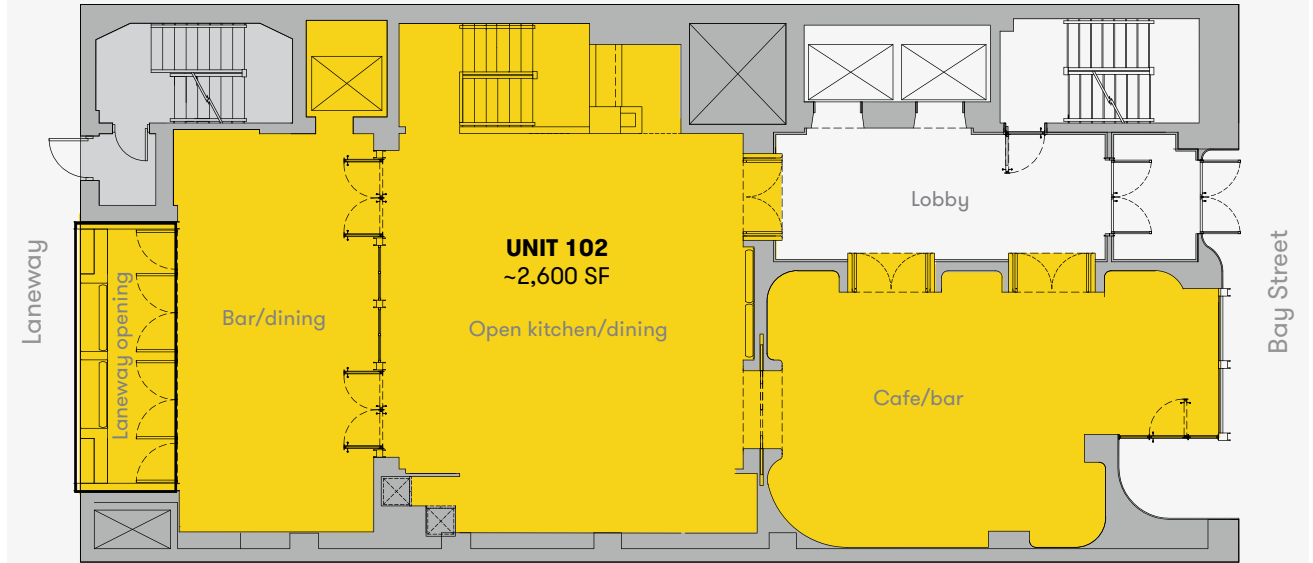 Lobby
UNIT 102
~2,600 SF
Laneway
Laneway opening
Bar/dining
Open kitchen/dining
Cafe/bar
Bay Street